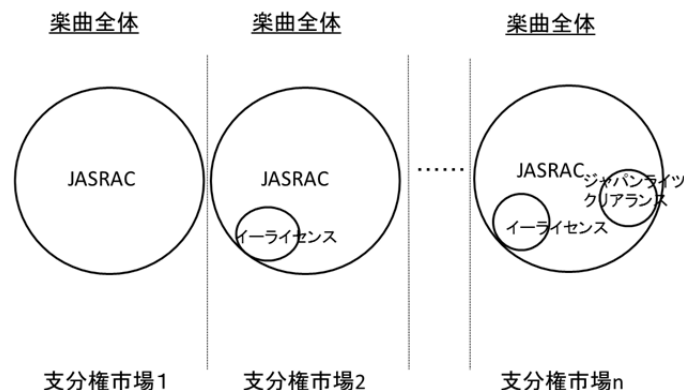 楽曲全体
楽曲全体
楽曲全体
JASRAC
JASRAC
イーライセンス
……
JASRAC
ジャパンライツ
クリアランス
イーライセンス
支分権市場1
支分権市場2
支分権市場n